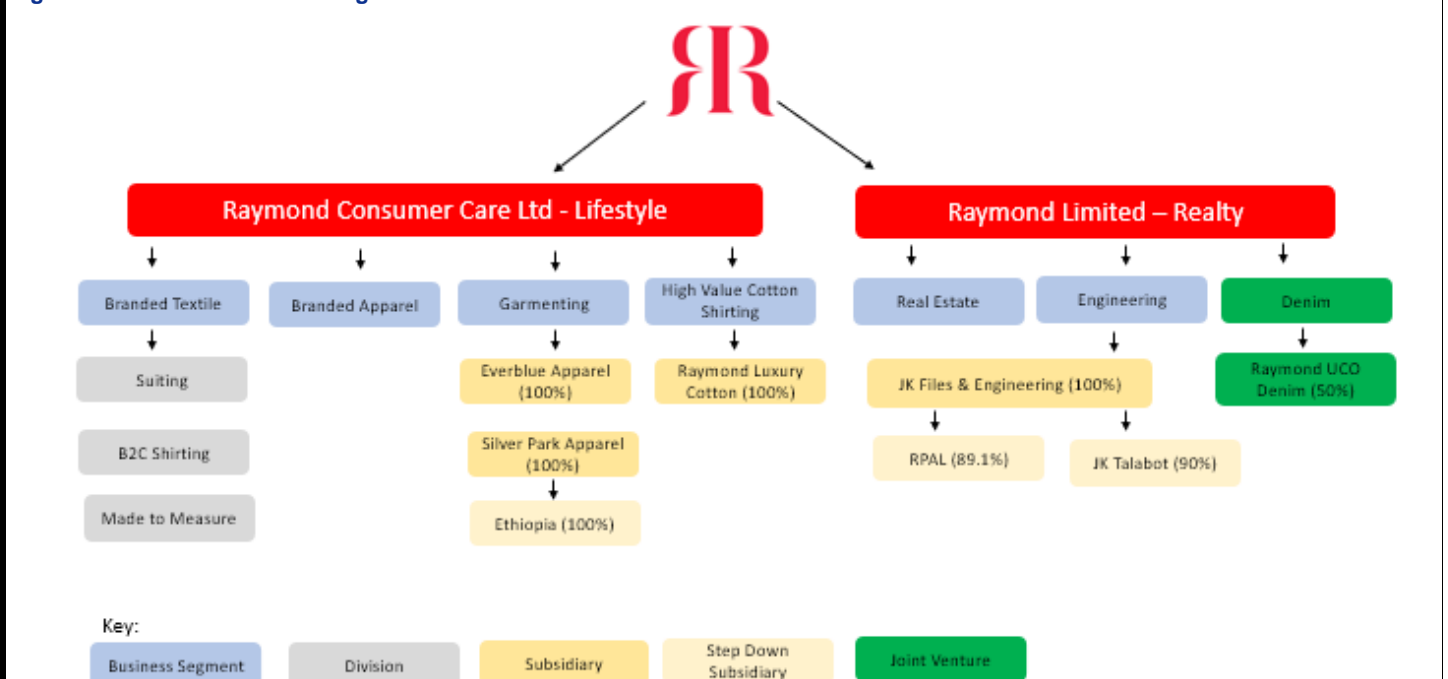 Raymond Consumer Care Ltd - Lifestyle
Raymond Limited – Realty
Branded Textile
Branded Apparel
Garmenting
High Value Cotton
Shirting
Real Estate
Engineering
Denim
Suiting
Everblue Apparel
(100%)
Raymond Luxury
Cotton (100%)
JK Files & Engineering (100%)
Raymond UCO
Denim (50%)
B2C Shirting
Silver Park Apparel
(100%)
RPAL (89.1%)
JK Talabot (90%)
Made to Measure
Ethiopia (100%)
Key:
Business Segment
Division
Subsidiary
Step Down
Subsidiary
Joint Venture